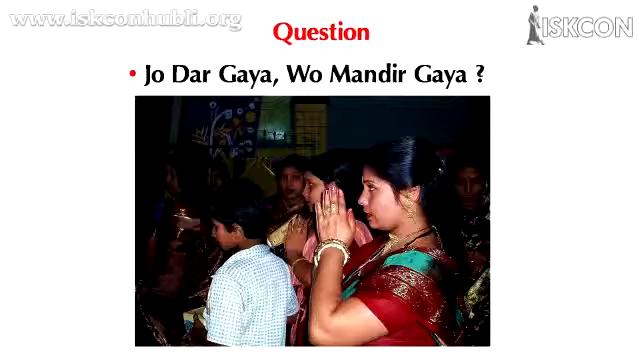 www.iskconhubli.org
ISKCON
Question
• Jo Dar Gaya, Wo Mandir Gaya ?